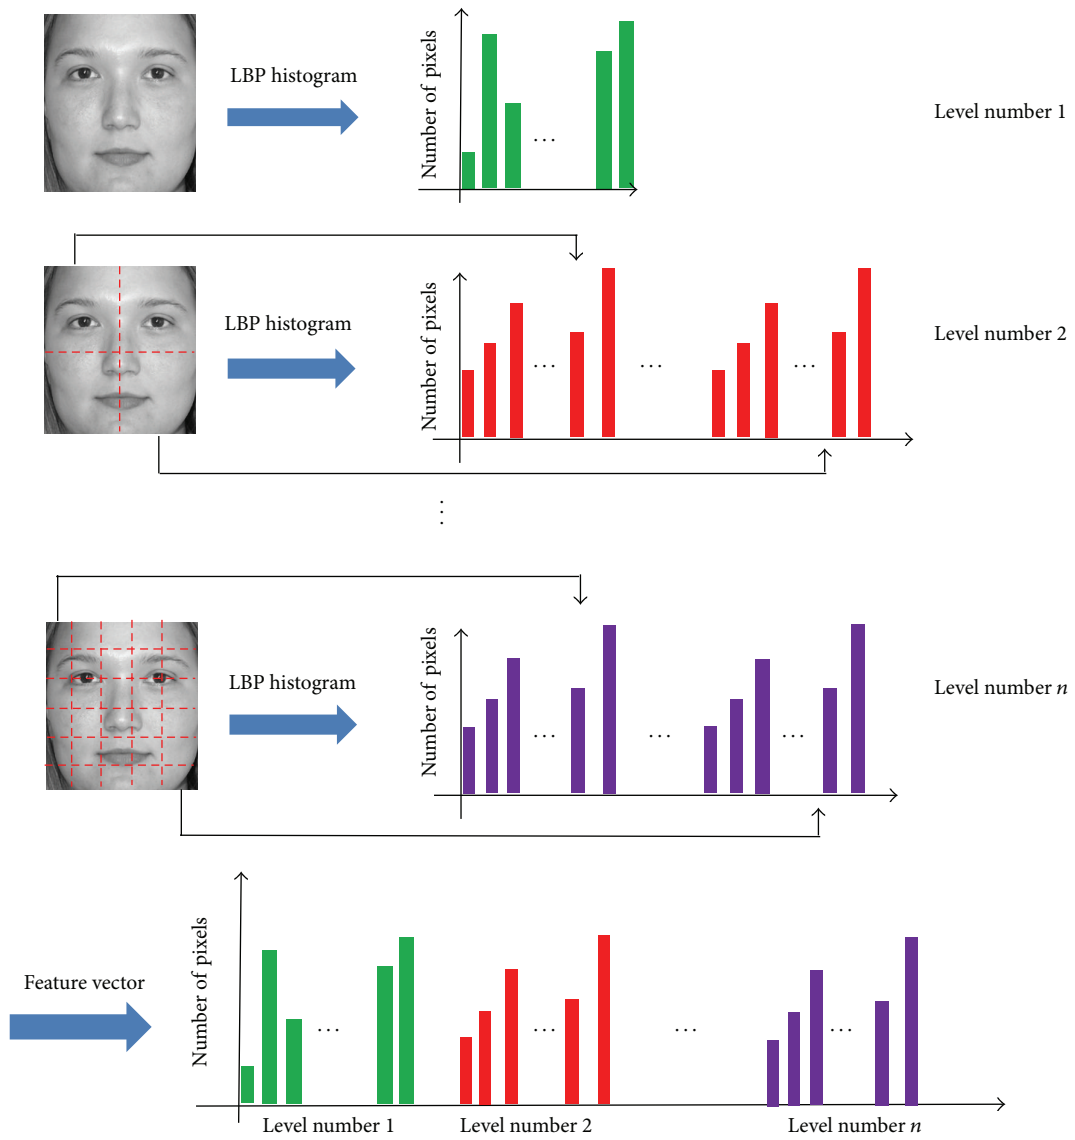 LBP histogram
Number of pixels
...
Level number 1
LBP histogram
Number of pixels
...
...
...
Level number 2
...
LBP histogram
Number of pixels
...
...
...
Level number n
Feature vector
Number of pixels
...
...
...
...
Level number 1
Level number 2
Level number n